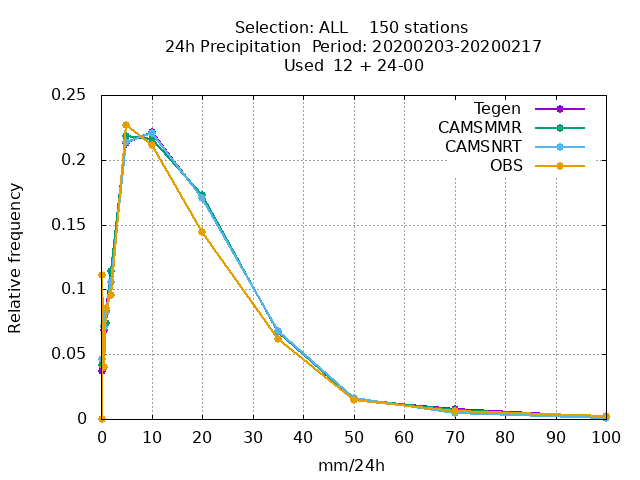 Selection: ALL    150 stations
24h Precipitation  Period: 20200203-20200217
Used  12 + 24-00
Relative frequency
0.25
0.2
0.15
0.1
0.05
0
Tegen
CAMSMMR
CAMSNRT
OBS
0 10 20 30 40 50 60 70 80 90 100
mm/24h